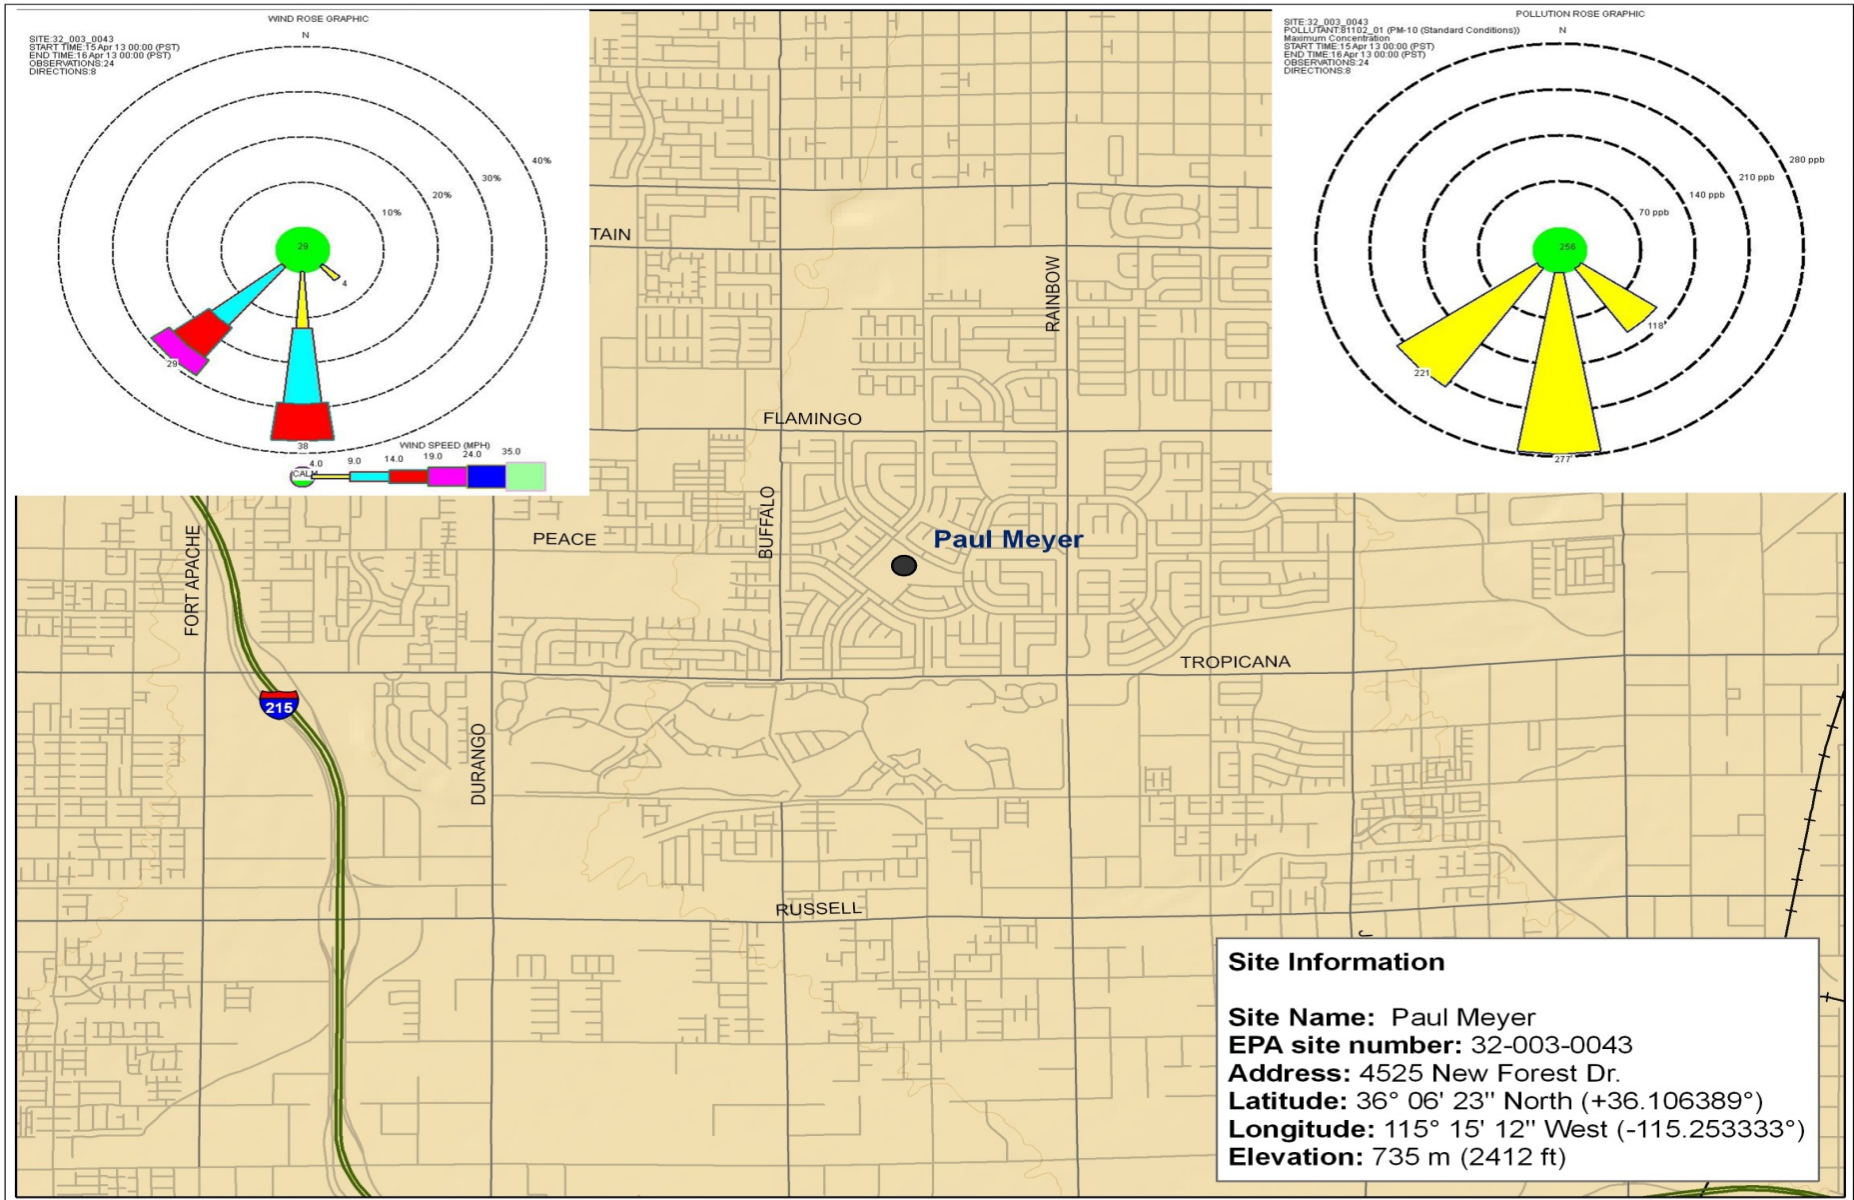 WIND ROSE GRAPHIC
SITE:32_003_0043
START TIME:15 Apr 13 00:00 (PST)
END TIME:16 Apr 13 00:00 (PST)
OBSERVATIONS:24
DIRECTIONS:8
N
40%
30%
20%
10%
29
4
29
38
WIND SPEED (MPH)
CALM
4.0
9.0
14.0
19.0
24.0
35.0
POLLUTION ROSE GRAPHIC
SITE:32_003_0043
POLLUTANT:81102_01 (PM-10 (Standard Conditions))
Maximum Concentration
START TIME:15 Apr 13 00:00 (PST)
END TIME:16 Apr 13 00:00 (PST)
OBSERVATIONS:24
DIRECTIONS:8
N
280 ppb
210 ppb
140 ppb
70 ppb
256
118
221
277
TAIN
RAINBOW
FLAMINGO
BUFFALO
PEACE
Paul Meyer
FORT APACHE
TROPICANA
215
DURANGO
RUSSELL
J
Site Information
Site Name: Paul Meyer
EPA site number: 32-003-0043
Address: 4525 New Forest Dr.
Latitude: 36° 06' 23" North (+36.106389°)
Longitude: 115° 15' 12" West (-115.253333°)
Elevation: 735 m (2412 ft)